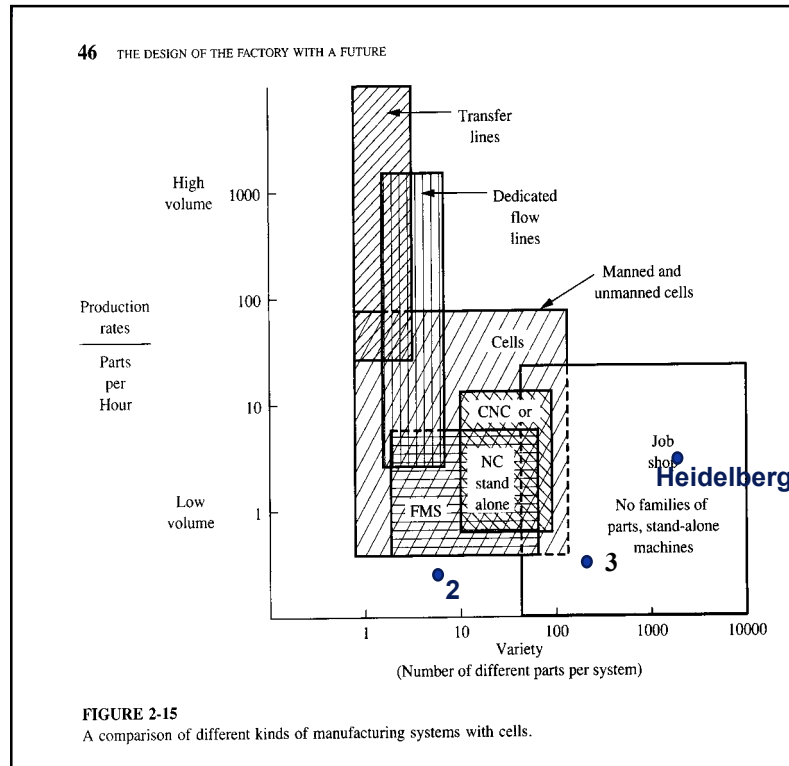 46 THE DESIGN OF THE FACTORY WITH A FUTURE
Transfer
lines
High
volume
1000
Dedicated
flow
lines
Manned and
unmanned cells
100
Production
rates
Parts
per
Hour
Cells
10
CNC or
NC
stand
alone
Job
shop
Heidelberg
No families of
parts, stand-alone
machines
Low
volume
1
FMS
2
3
1
10
100
1000
10000
Variety
(Number of different parts per system)
FIGURE 2-15
A comparison of different kinds of manufacturing systems with cells.